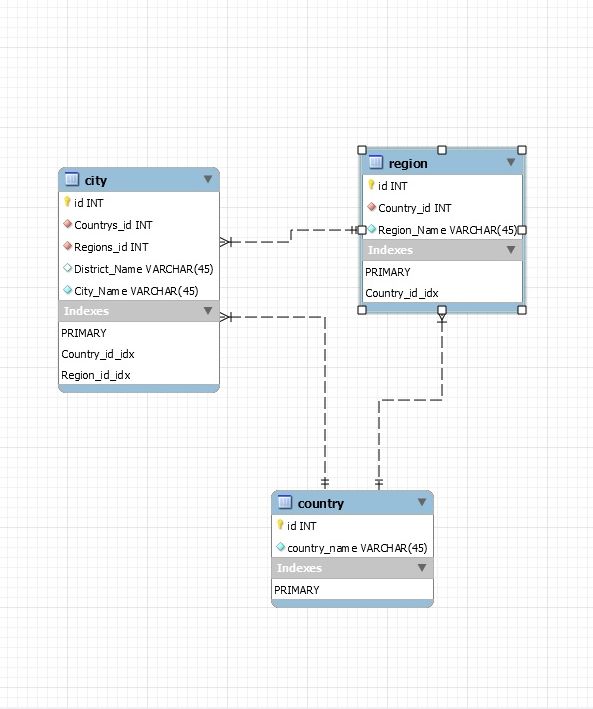 city
id INT
Countrys_id INT
Regions_id INT
District_Name VARCHAR(45)
City_Name VARCHAR(45)
Indexes
PRIMARY
Country_id_idx
Region_id_idx
region
id INT
Country_id INT
Region_Name VARCHAR(45)
Indexes
PRIMARY
Country_id_idx
country
id INT
country_name VARCHAR(45)
Indexes
PRIMARY